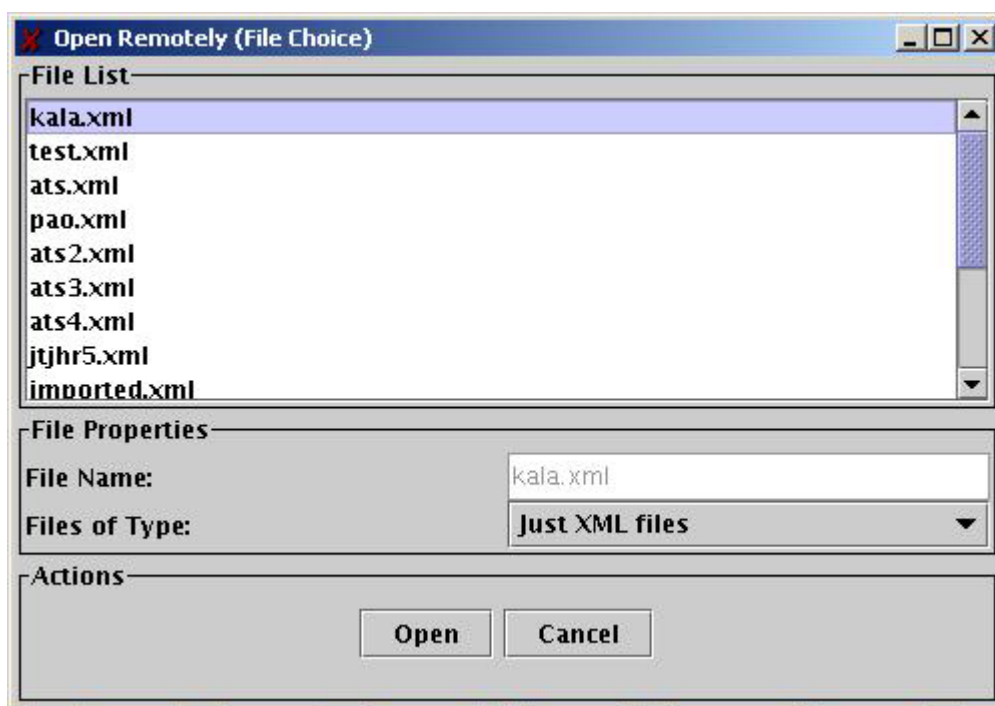 Open Remotely (File Choice)
File List
kala.xml
test.xml
ats.xml
pao.xml
ats2.xml
ats3.xml
ats4.xml
jtjhr5.xml
imported.xml
File Properties
File Name: kala.xml
Files of Type: Just XML files
Actions
Open Cancel